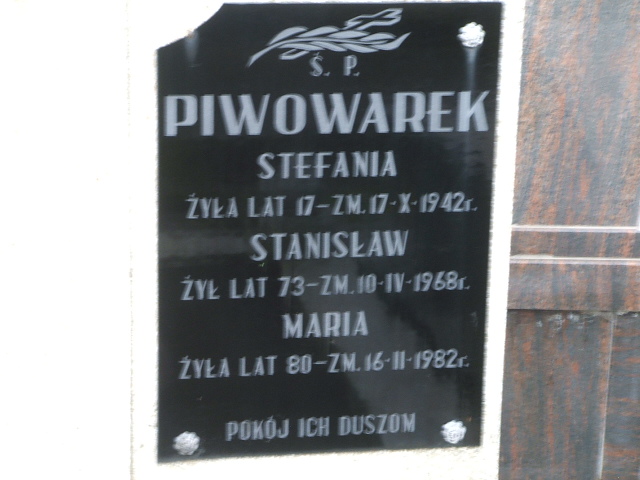 Ś. P.
PIWOWAREK
STEFANIA
ŻYŁA LAT 17-ZM.17·X·1942r.
STANISŁAW
ŻYŁ LAT 73-ZM.10·IV·1968r.
MARIA
ŻYŁA LAT 80-ZM.16·II·1982r.
POKÓJ ICH DUSZOM